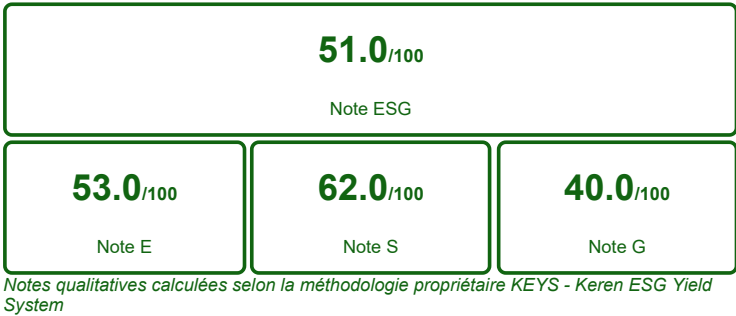 51.0/100
Note ESG
53.0/100
Note E
62.0/100
Note S
40.0/100
Note G
Notes qualitatives calculées selon la méthodologie propriétaire KEYS - Keren ESG Yield
System